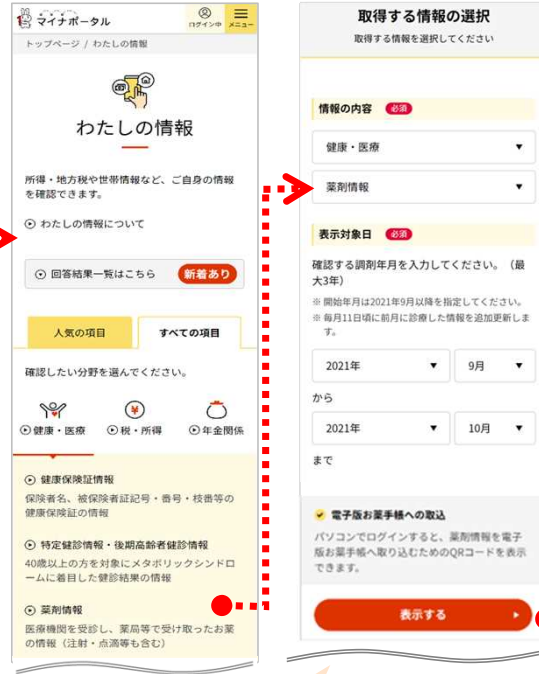 マイナポータル
ログイン中
メニュー
トップページ / わたしの情報
わたしの情報
所得・地方税や世帯情報など、ご自身の情報
を確認できます。
わたしの情報について
回答結果一覧はこちら 新着あり
人気の項目 すべての項目
確認したい分野を選んでください。
健康・医療 税・所得 年金関係
健康保険証情報
保険者名、被保険者証記号・番号・枝番等の
健康保険証の情報
特定健診情報・後期高齢者健診情報
40歳以上の方を対象にメタボリックシンドロ
ームに着目した健診結果の情報
薬剤情報
医療機関を受診し、薬局等で受け取ったお薬
の情報（注射・点滴等も含む）
取得する情報の選択
取得する情報を選択してください
情報の内容 必須
健康・医療
薬剤情報
表示対象日 必須
確認する調剤年月を入力してください。（最
大3年）
※ 開始年月は2021年9月以降を指定してください。
※ 毎月11日頃に前月に診療した情報を追加更新しま
す。
2021年 9月
から
2021年 10月
まで
電子版お薬手帳への取込
パソコンでログインすると、薬剤情報を電子
版お薬手帳へ取り込むためのQRコードを表示
できます。
表示する